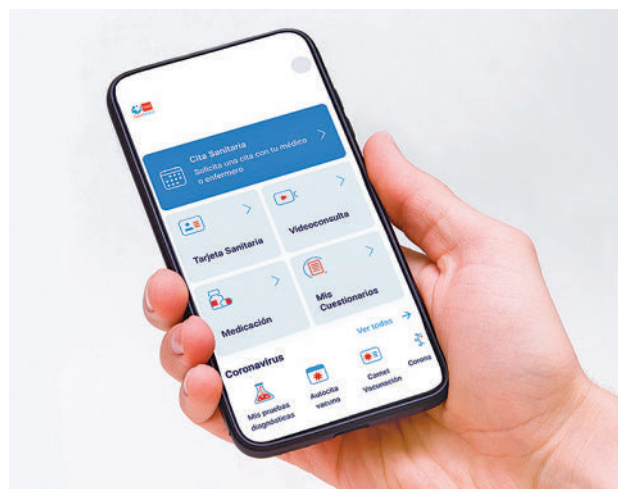 Cita Sanitaria
Solicita una cita con tu médico
o enfermero
Tarjeta Sanitaria
Videoconsulta
Medicación
Mis
Cuestionarios
Coronavirus
Ver todas
Mis pruebas
diagnósticas
Autocita
vacuna
Carnet
Vacunación
Corona